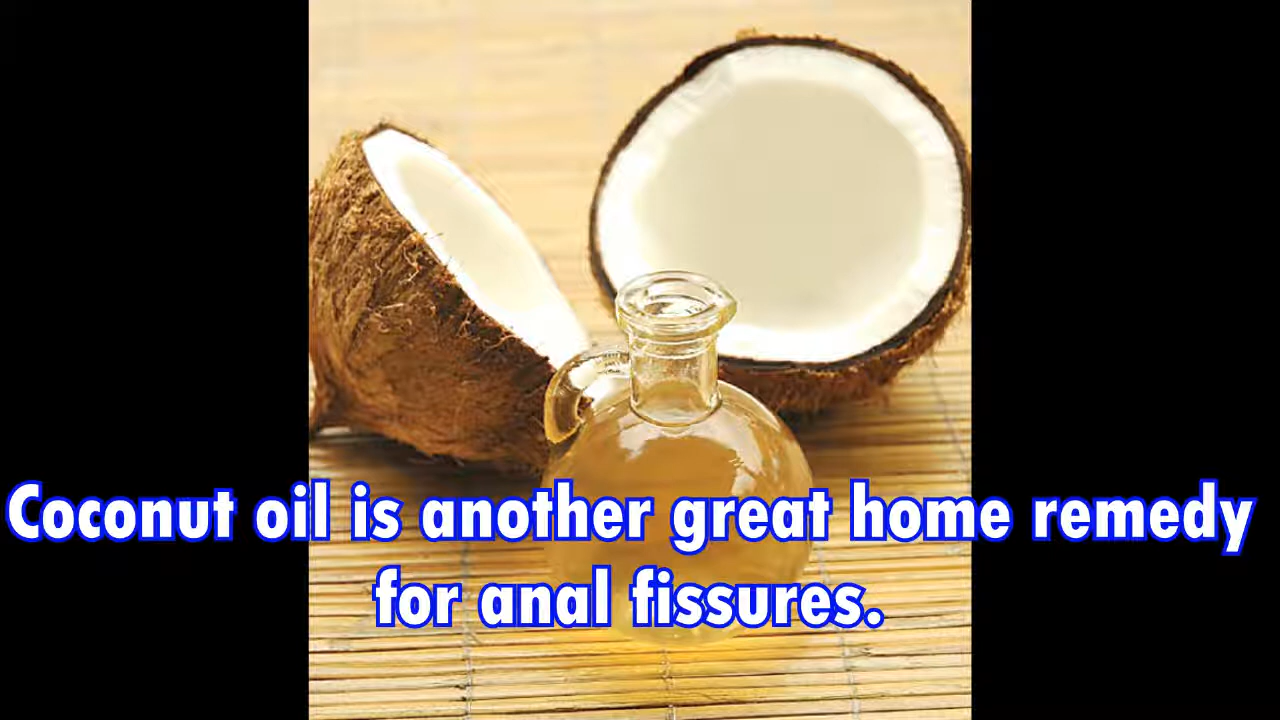 Coconut oil is another great home remedy
for anal fissures.